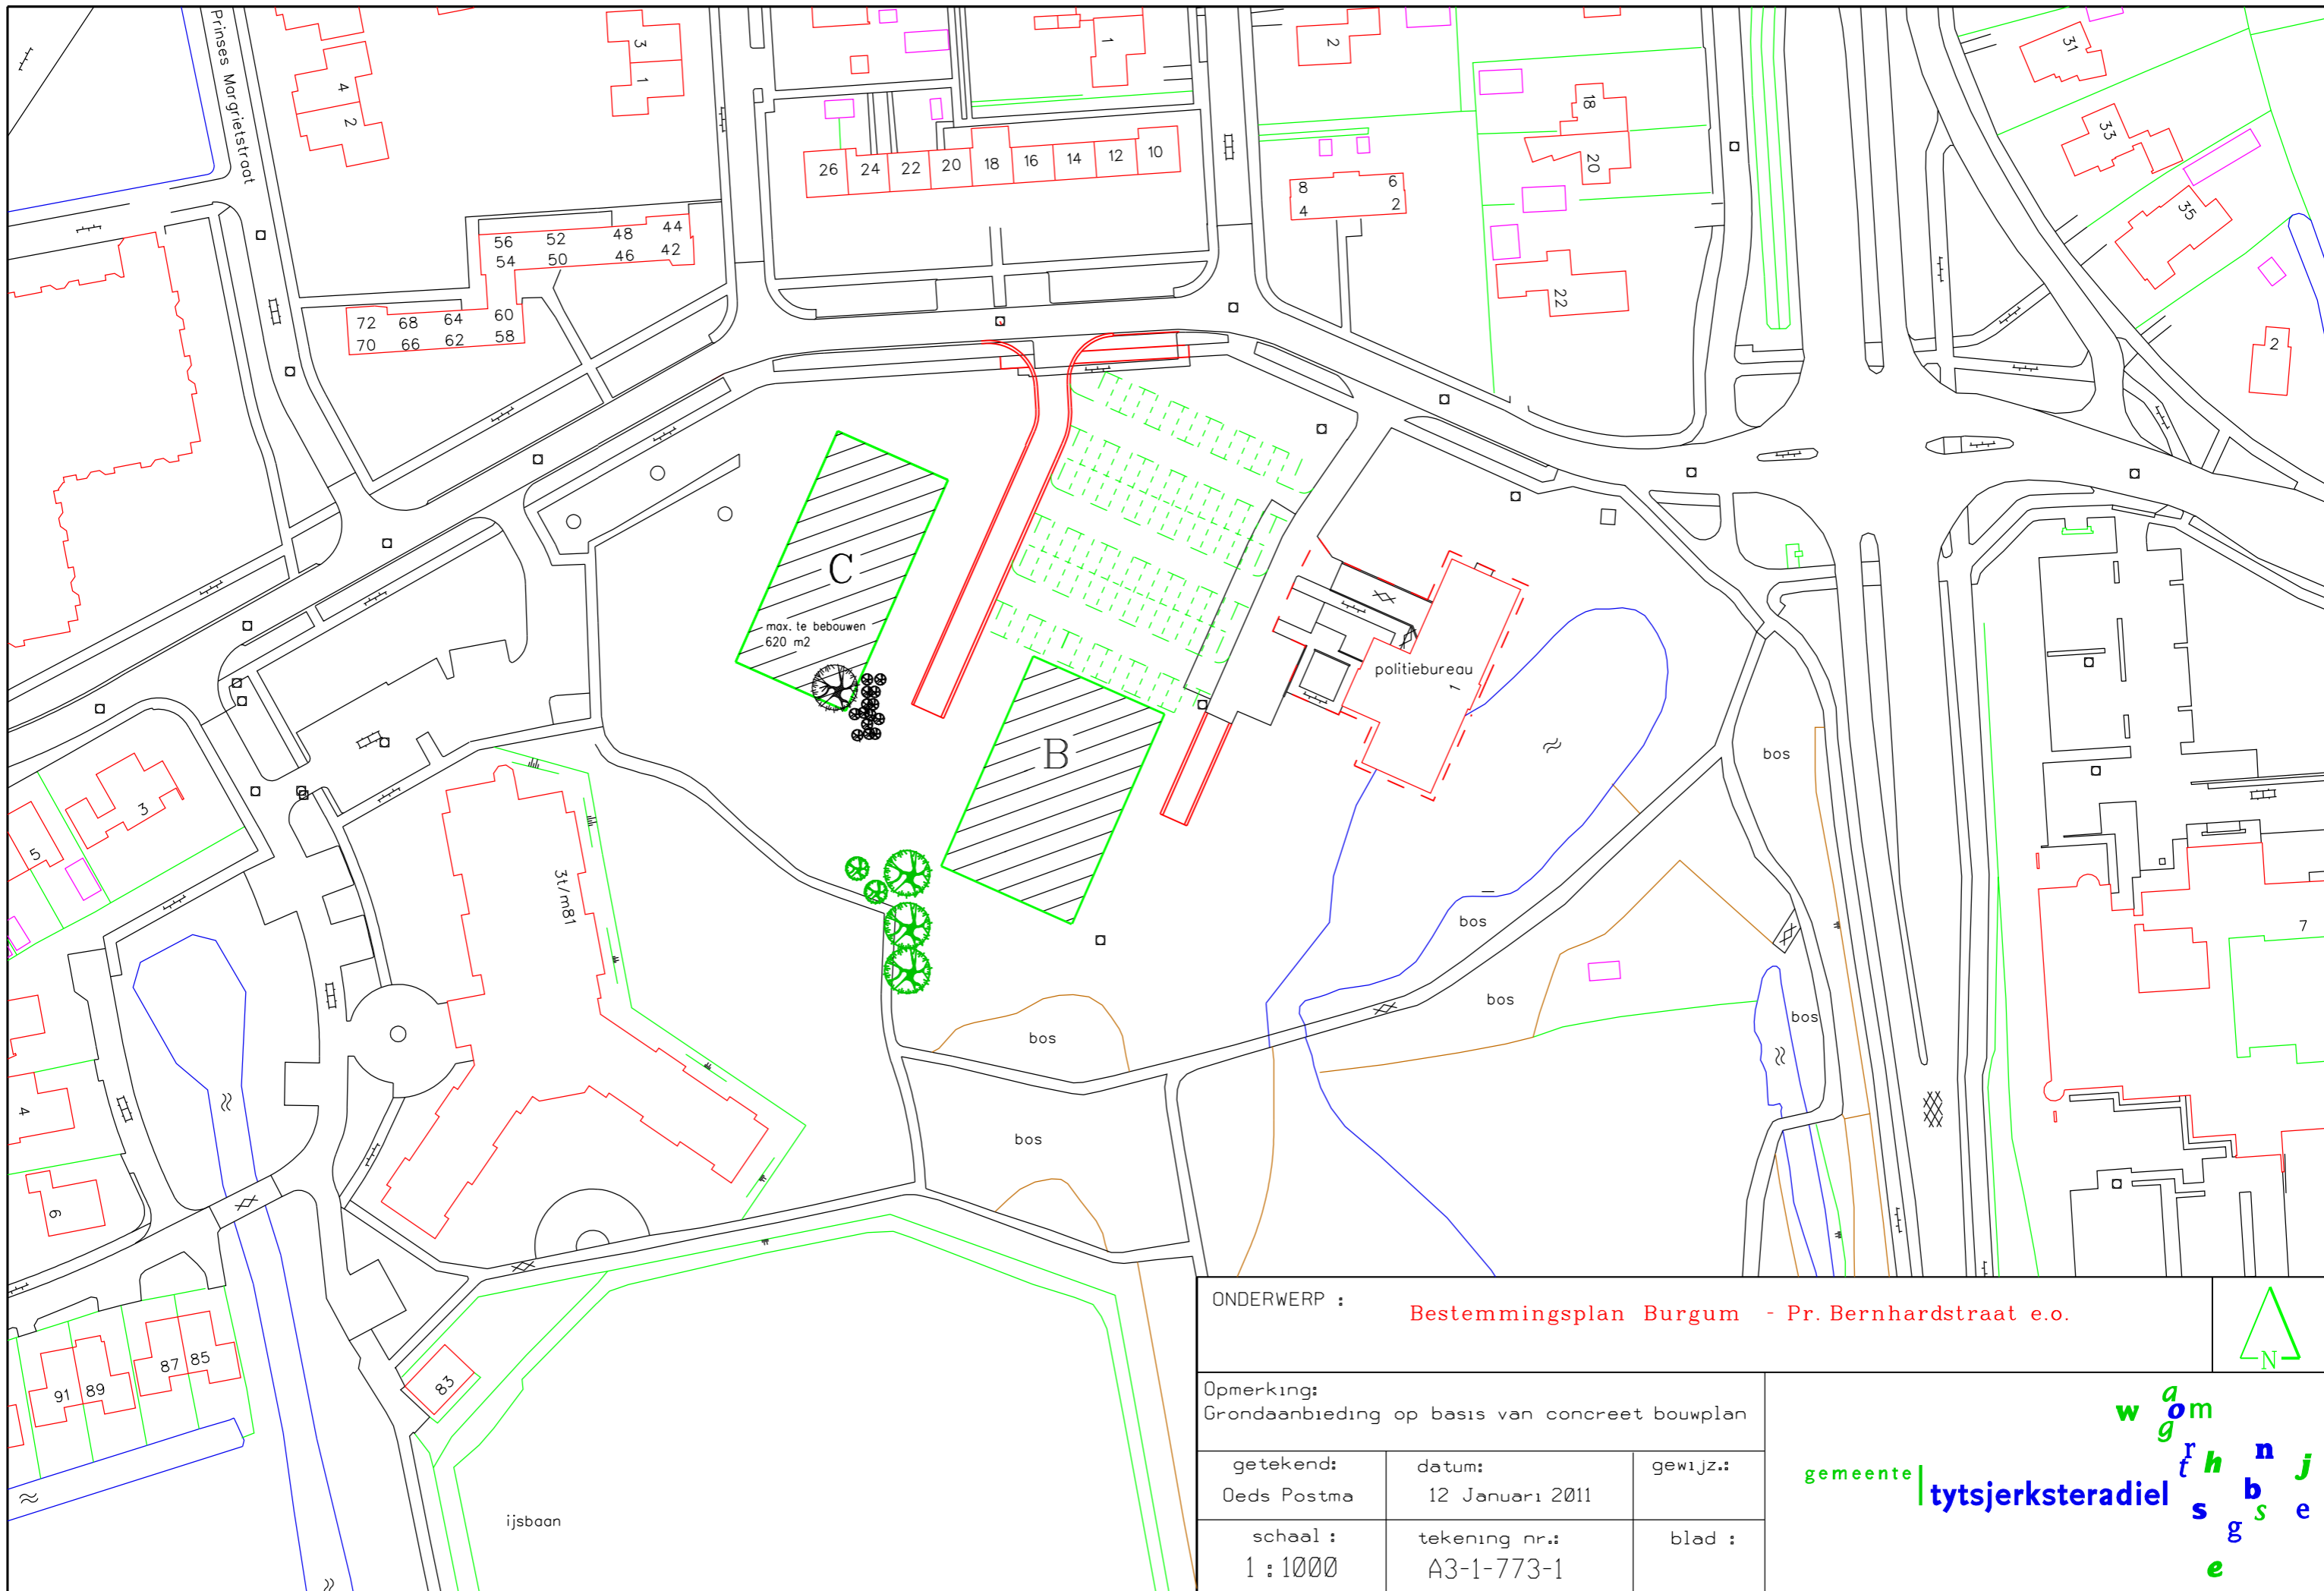 Prinses Margrietstraat
4
2
3
1
1
2
18
20
22
31
33
35
2
26 24 22 20 18 16 14 12 10
8 6
4 2
56 52 48 44
54 50 46 42
72 68 64 60
70 66 62 58
C
max. te bebouwen
620 m2
B
politiebureau
1
bos
3
5
3t/m81
7
bos
bos
bos
bos
bos
4
6
91 89
87 85
83
ijsbaan
ONDERWERP : Bestemmingsplan Burgum - Pr. Bernhardstraat e.o.
N
Opmerking:
Grondaanbieding op basis van concreet bouwplan
getekend:
Oeds Postma
datum:
12 Januari 2011
gewijz.:
schaal :
1 : 1000
tekening nr.:
A3-1-773-1
blad :
gemeente
tytsjerksteradiel
w a o m g
r t h n j
s b s e
g
e